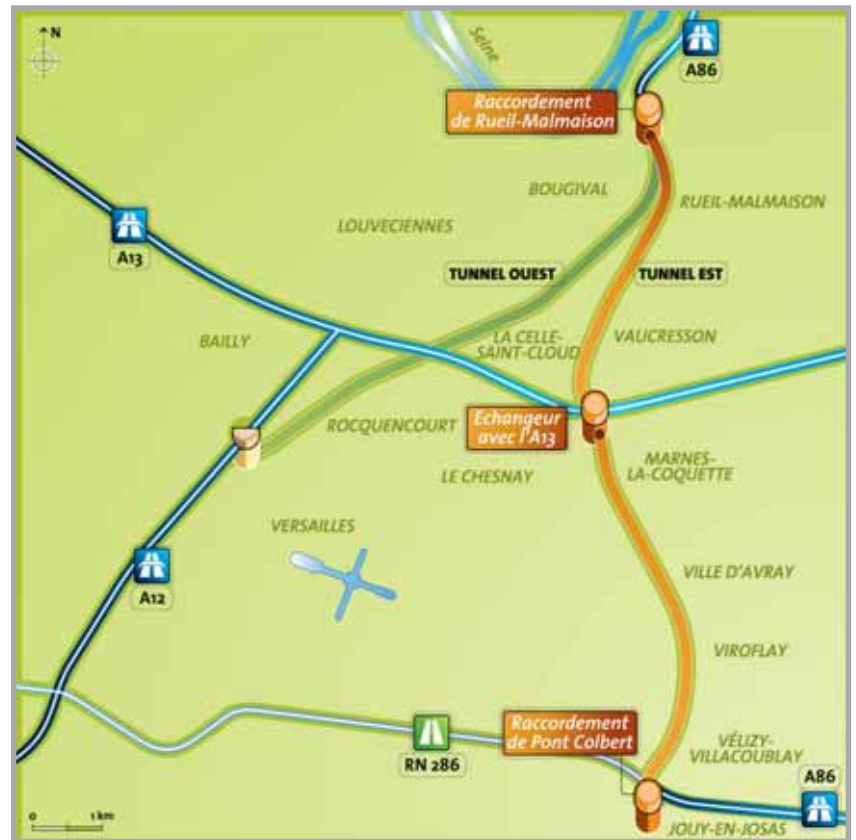 N
Seine
A86
Raccordement
de Rueil-Malmaison
BOUGIVAL
RUEIL-MALMAISON
LOUVECIENNES
A13
TUNNEL OUEST
TUNNEL EST
BAILLY
LA CELLE-
SAINT-CLOUD
VAUCRESSON
ROCQUENCOURT
Echangeur
avec l'A13
LE CHESNAY
MARNES-
LA-COQUETTE
VERSAILLES
VILLE D'AVRAY
A12
VIROFLAY
Raccordement
de Pont Colbert
RN 286
VÉLIZY-
VILLACOUBLAY
A86
0 1 km
JOUY-EN-JOSAS